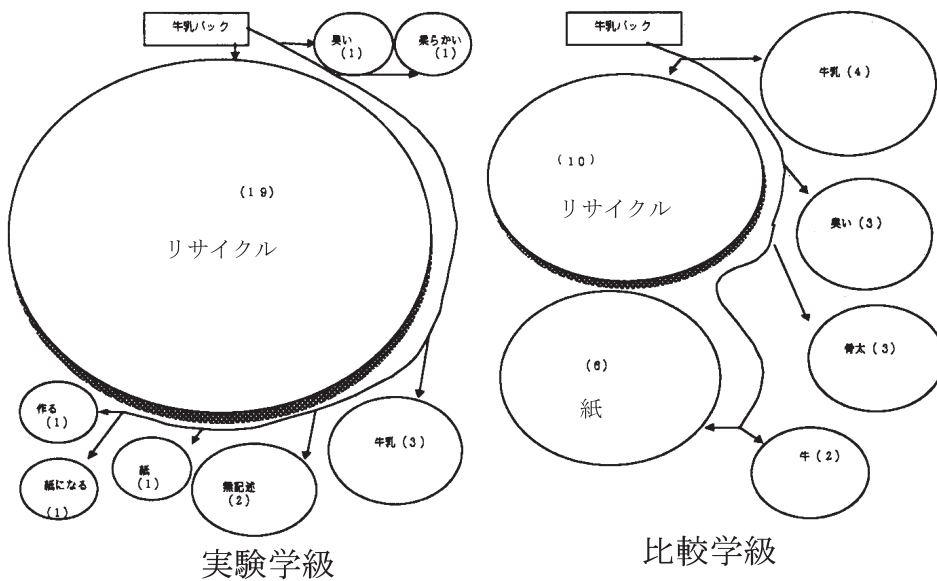 牛乳パック
臭い
(1)
柔らかい
(1)
(19)
リサイクル
作る
(1)
紙になる
(1)
紙
(1)
無記述
(2)
牛乳(3)
実験学級
牛乳パック
牛乳(4)
(10)
リサイクル
臭い(3)
骨太(3)
(6)
紙
牛(2)
比較学級